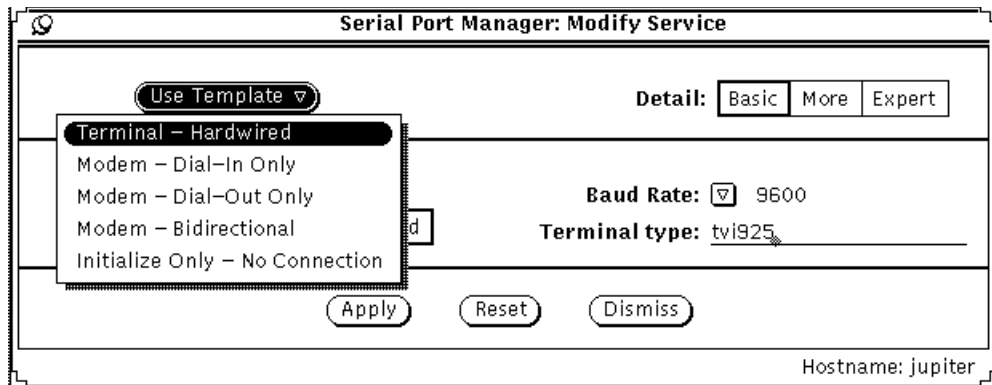 Serial Port Manager: Modify Service
Use Template
Detail: Basic More Expert
Terminal – Hardwired
Modem – Dial–In Only
Modem – Dial–Out Only
Modem – Bidirectional
Initialize Only – No Connection
Baud Rate: 9600
d
Terminal type: tvi925
Apply Reset Dismiss
Hostname: jupiter